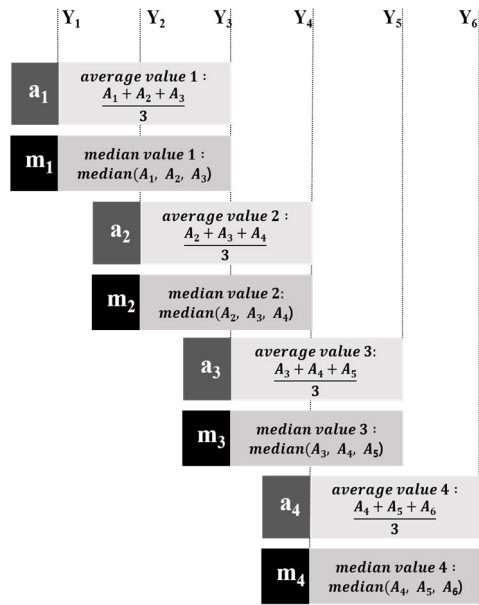 Y₁ Y₂ Y₃ Y₄ Y₅ Y₆
a₁
average value 1 :
A₁ + A₂ + A₃
3
m₁
median value 1 :
median(A₁, A₂, A₃)
a₂
average value 2 :
A₂ + A₃ + A₄
3
m₂
median value 2:
median(A₂, A₃, A₄)
a₃
average value 3:
A₃ + A₄ + A₅
3
m₃
median value 3 :
median(A₃, A₄, A₅)
a₄
average value 4 :
A₄ + A₅ + A₆
3
m₄
median value 4 :
median(A₄, A₅, A₆)